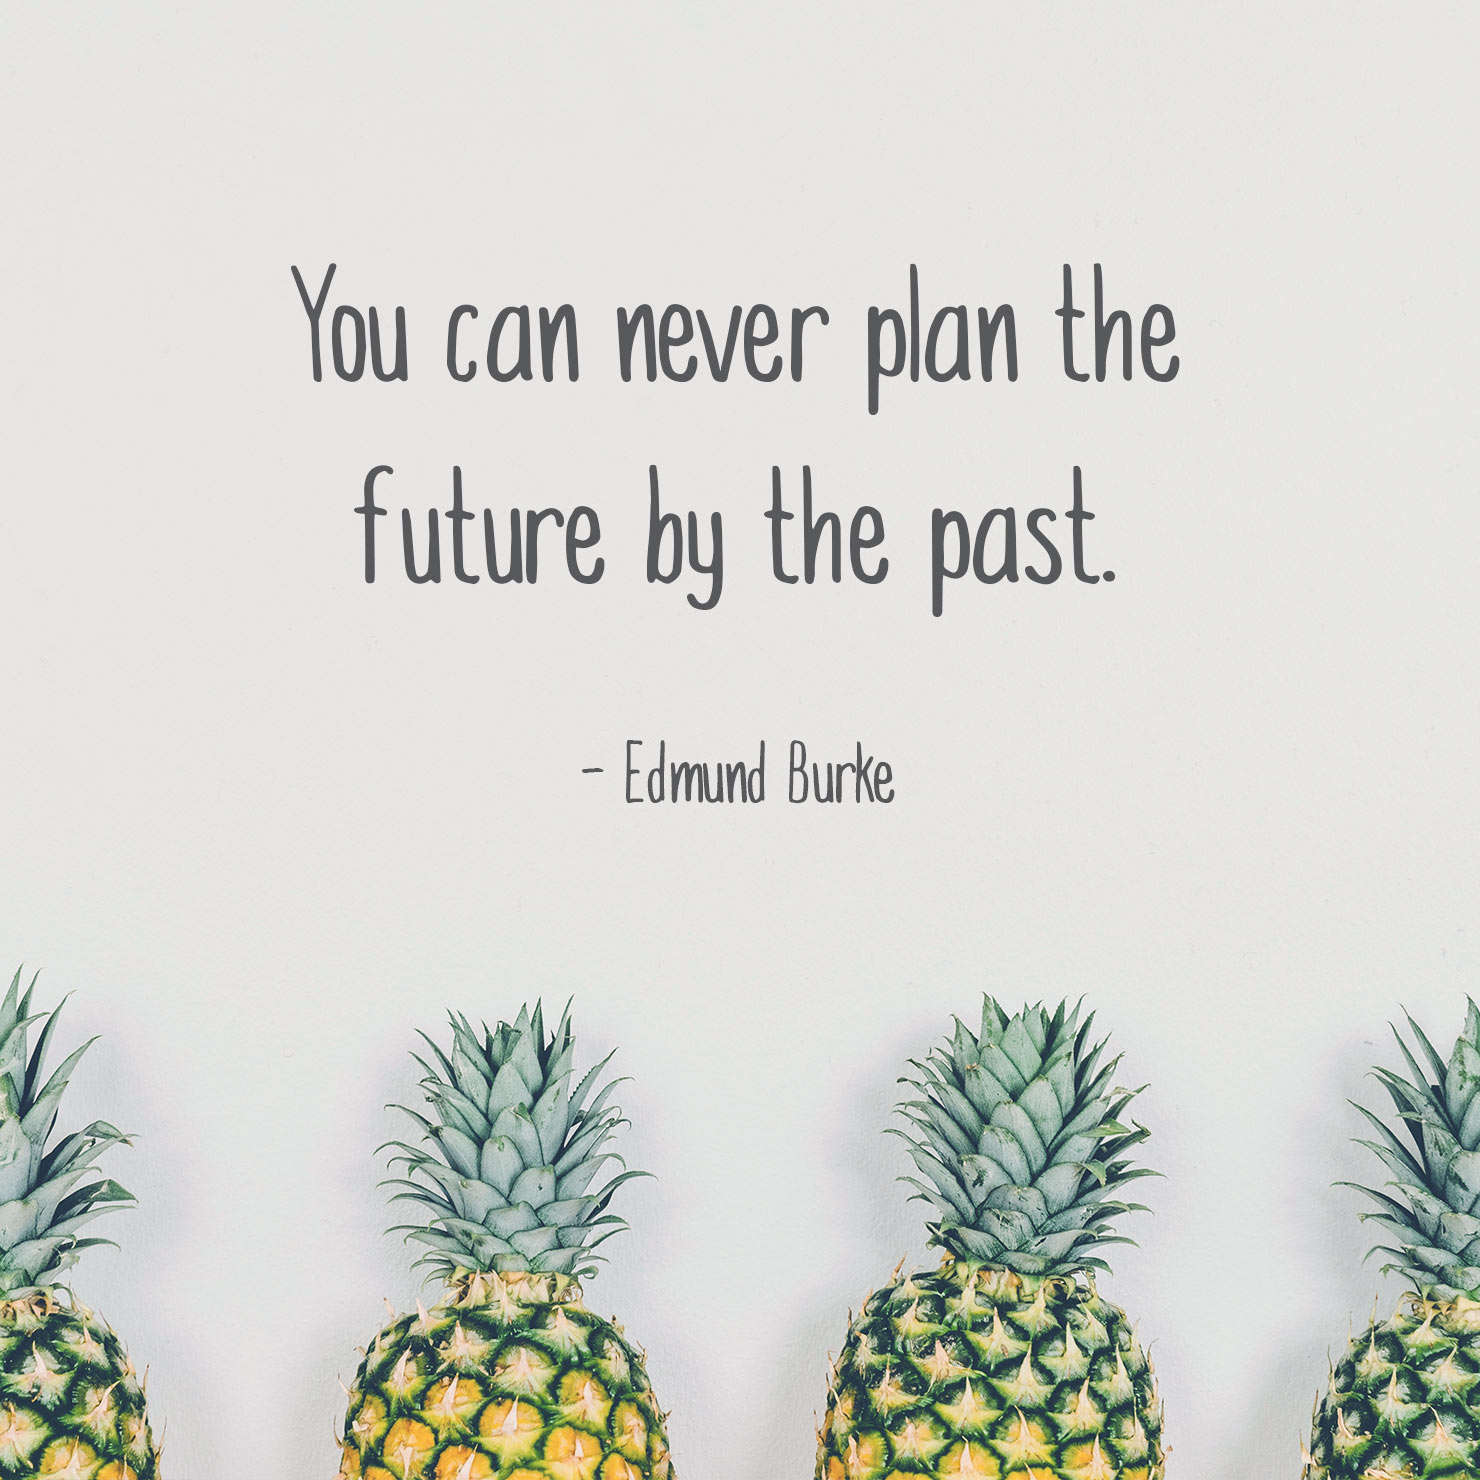 You can never plan the
future by the past.
- Edmund Burke